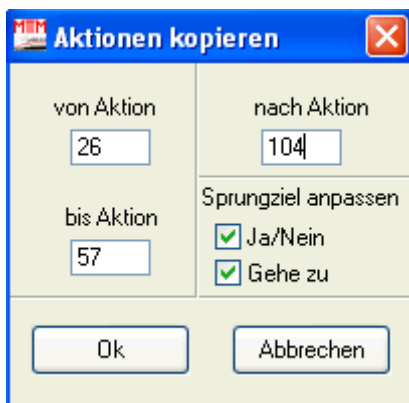 MEM Aktionen kopieren
von Aktion
26
bis Aktion
57
nach Aktion
104
Sprungziel anpassen
Ja/Nein
Gehe zu
Ok
Abbrechen